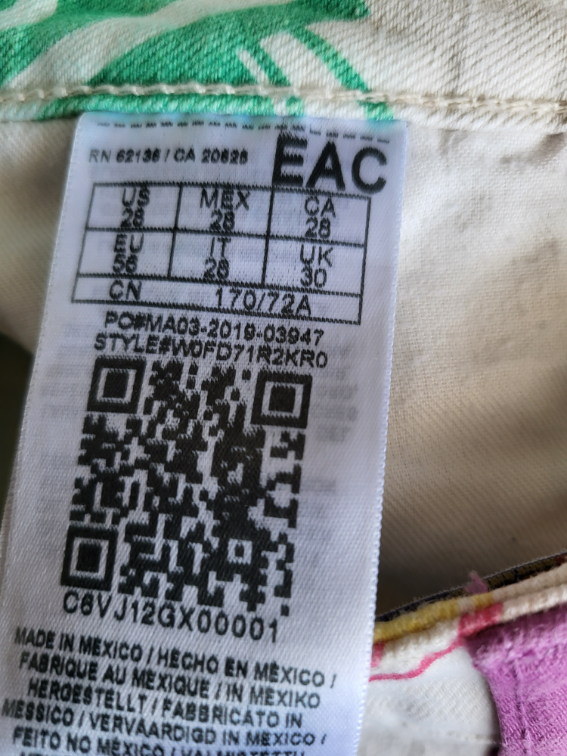 RN 62136 / CA 20628
EAC
US MEX CA
28 28 28
EU IT UK
56 28 30
CN 170/72A
PO#MA03-2019-03947
STYLE#W0FD71R2KR0
C6VJ12GX00001
MADE IN MEXICO / HECHO EN MÉXICO /
FABRIQUÉ AU MEXIQUE / IN MEXIKO
HERGESTELLT / FABBRICATO IN
MESSICO / VERVAARDIGD IN MEXICO /
FEITO NO MÉXICO /